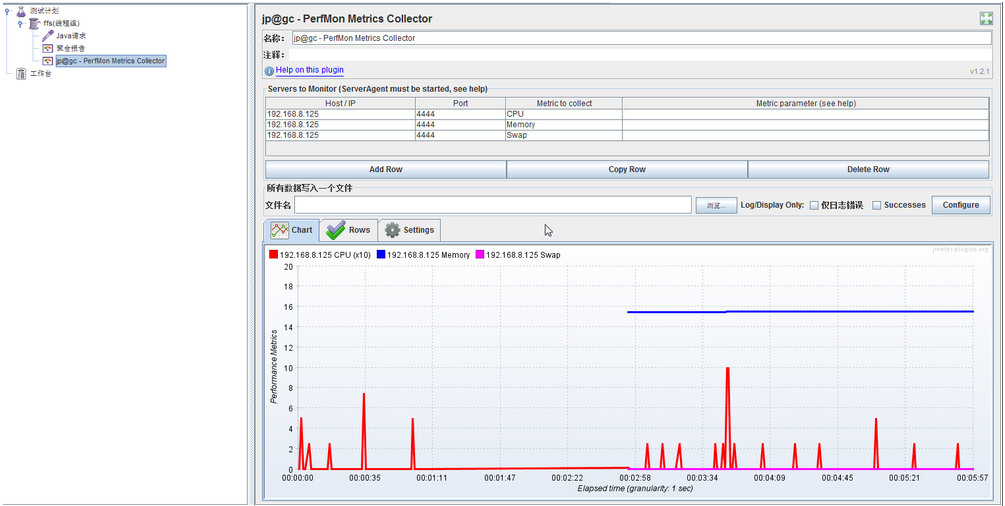 测试计划
ffs(线程组)
Java请求
聚合报告
jp@gc - PerfMon Metrics Collector
工作台
jp@gc - PerfMon Metrics Collector
名称: jp@gc - PerfMon Metrics Collector
注释:
Help on this plugin
v1.2.1
Servers to Monitor (ServerAgent must be started, see help)
Host / IP Port Metric to collect Metric parameter (see help)
192.168.8.125 4444 CPU
192.168.8.125 4444 Memory
192.168.8.125 4444 Swap
Add Row Copy Row Delete Row
所有数据写入一个文件
文件名 浏览... Log/Display Only: 仅日志错误 Successes Configure
Chart Rows Settings
jmeter-plugins.org
192.168.8.125 CPU (x10) 192.168.8.125 Memory 192.168.8.125 Swap
20
18
16
14
12
10
8
6
4
2
0
Performance Metrics
00:00:00 00:00:35 00:01:11 00:01:47 00:02:22 00:02:58 00:03:34 00:04:09 00:04:45 00:05:21 00:05:57
Elapsed time (granularity: 1 sec)